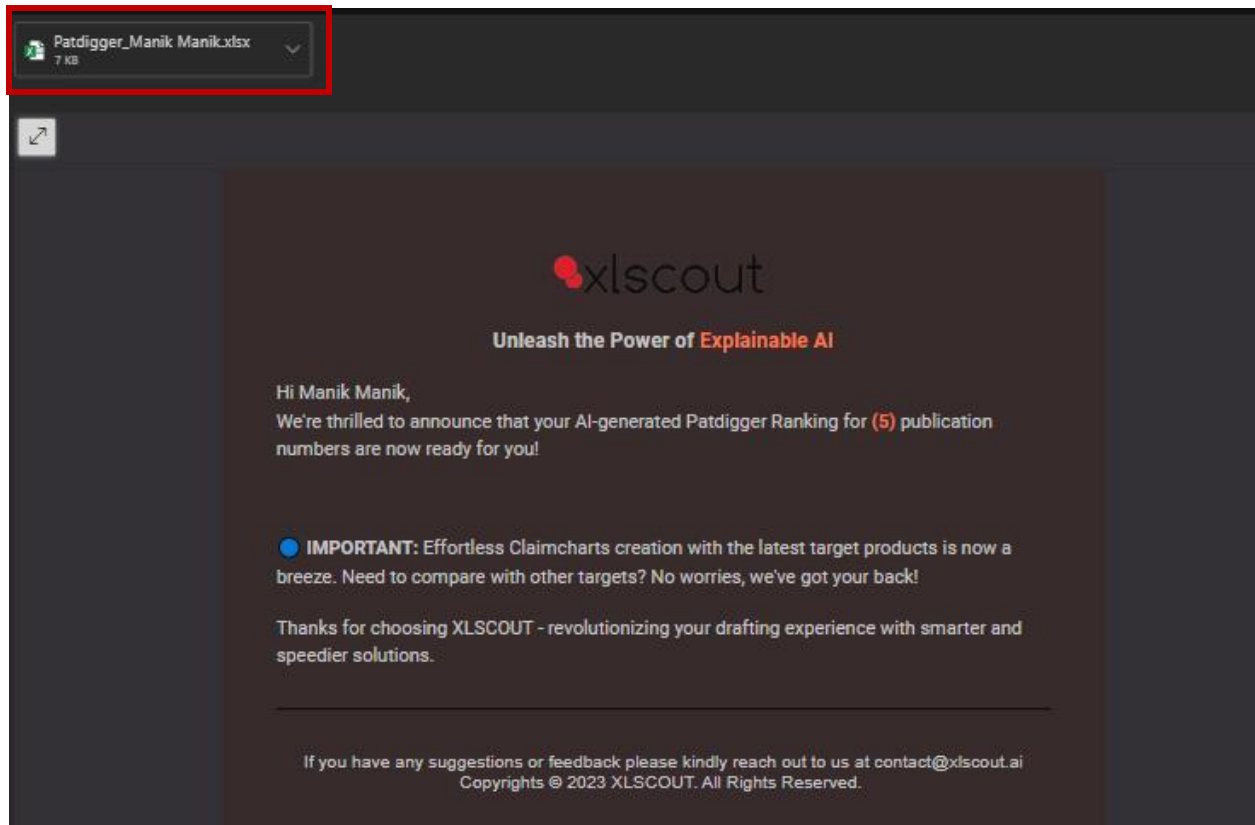 Patdigger_Manik Manik.xlsx
7 KB
xlscout
Unleash the Power of Explainable AI
Hi Manik Manik,
We're thrilled to announce that your AI-generated Patdigger Ranking for (5) publication
numbers are now ready for you!
IMPORTANT: Effortless Claimcharts creation with the latest target products is now a
breeze. Need to compare with other targets? No worries, we've got your back!
Thanks for choosing XLSCOUT - revolutionizing your drafting experience with smarter and
speedier solutions.
If you have any suggestions or feedback please kindly reach out to us at contact@xlscout.ai
Copyrights © 2023 XLSCOUT. All Rights Reserved.